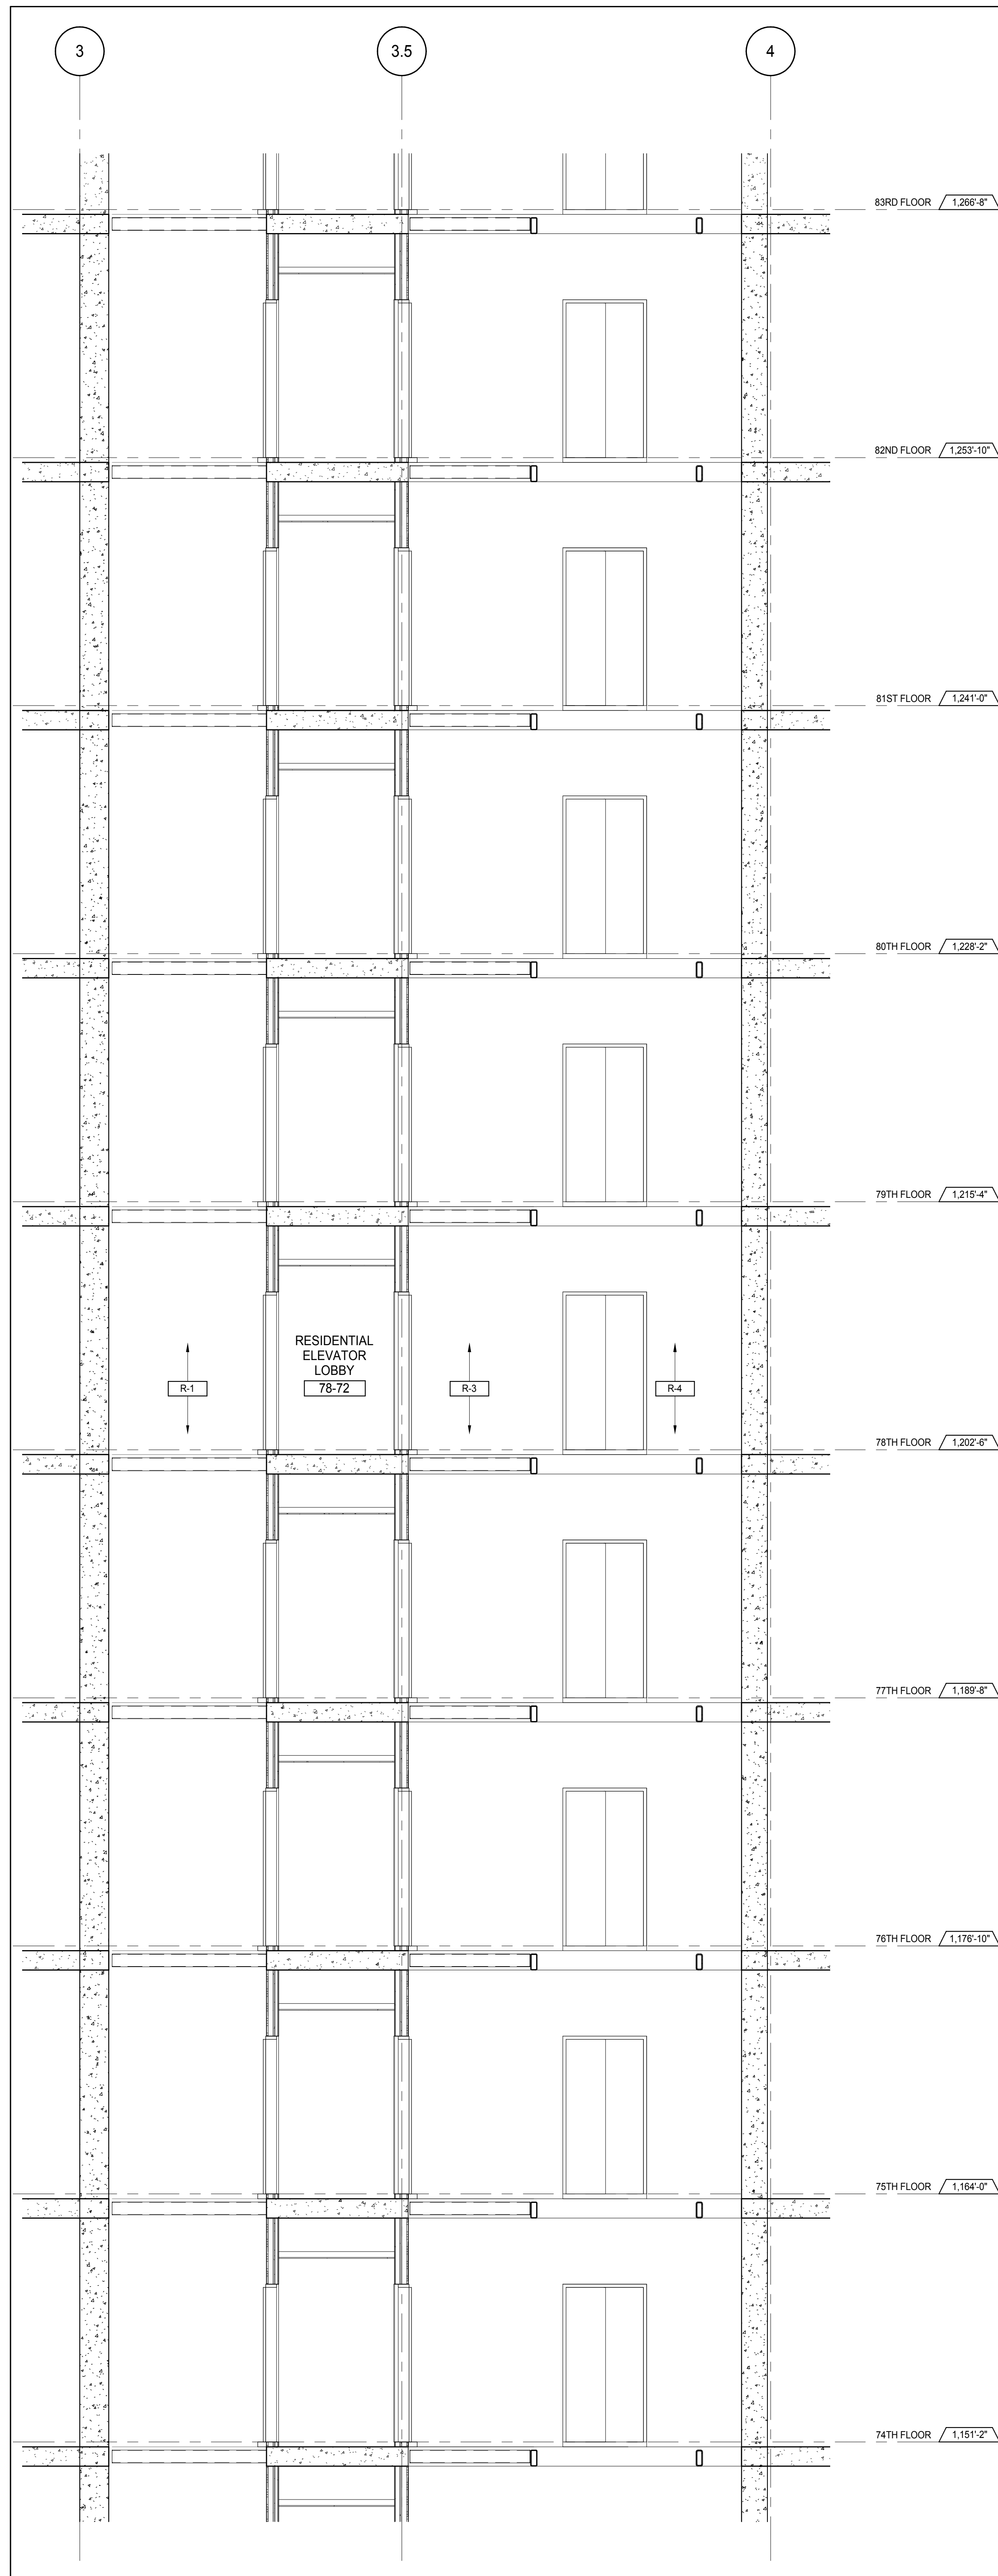 3
3.5
4
83RD FLOOR 1,266'-8"
82ND FLOOR 1,253'-10"
81ST FLOOR 1,241'-0"
80TH FLOOR 1,228'-2"
79TH FLOOR 1,215'-4"
RESIDENTIAL
ELEVATOR
LOBBY
R-1 78-72 R-3 R-4
78TH FLOOR 1,202'-6"
77TH FLOOR 1,189'-8"
76TH FLOOR 1,176'-10"
75TH FLOOR 1,164'-0"
74TH FLOOR 1,151'-2"